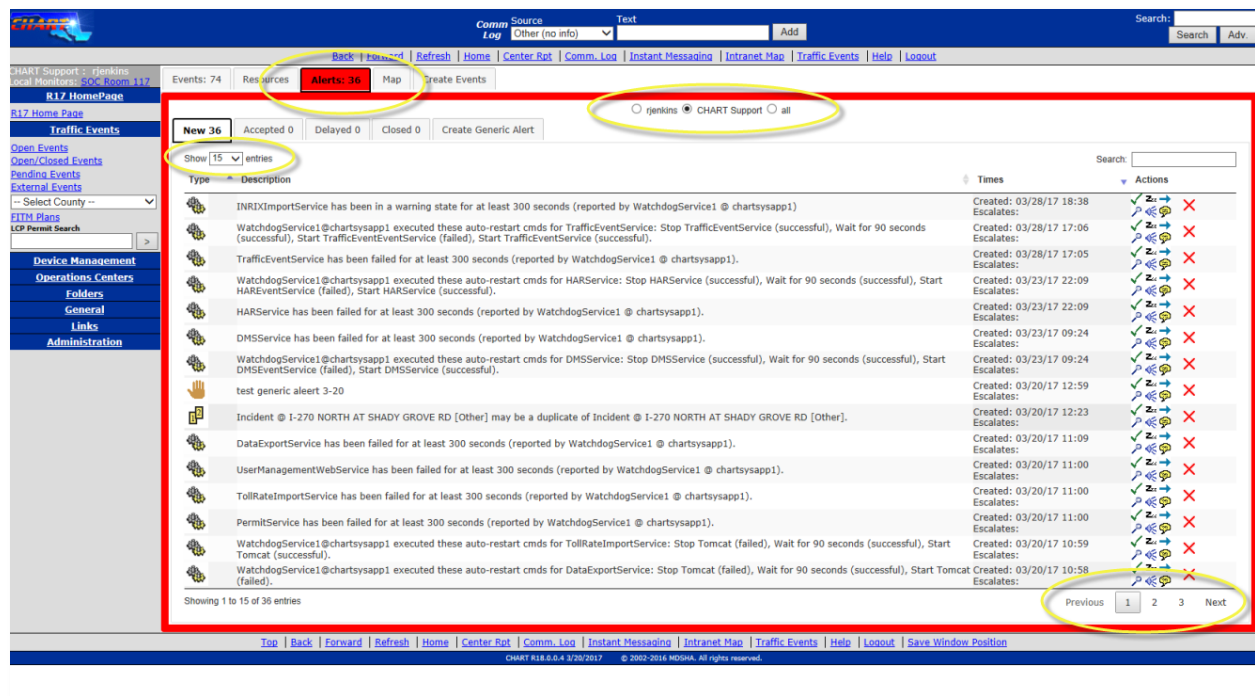 CHART
Comm Log
Source
Text
Other (no info)
Add
Search:
Search
Adv.
Back | Forward | Refresh | Home | Center Rpt | Comm. Log | Instant Messaging | Intranet Map | Traffic Events | Help | Logout
CHART Support : rjenkins
Local Monitors: SOC Room 117
R17 HomePage
R17 Home Page
Traffic Events
Open Events
Open/Closed Events
Pending Events
External Events
-- Select County --
FITM Plans
LCP Permit Search
>
Device Management
Operations Centers
Folders
General
Links
Administration
Events: 74
Resources
Alerts: 36
Map
Create Events
rjenkins
CHART Support
all
New 36
Accepted 0
Delayed 0
Closed 0
Create Generic Alert
Show 15 entries
Search:
Type
Description
Times
Actions
INRIXImportService has been in a warning state for at least 300 seconds (reported by WatchdogService1 @ chartsysapp1)
Created: 03/28/17 18:38
Escalates:
WatchdogService1@chartsysapp1 executed these auto-restart cmds for TrafficEventService: Stop TrafficEventService (successful), Wait for 90 seconds
(successful), Start TrafficEventEventService (failed), Start TrafficEventService (successful).
Created: 03/28/17 17:06
Escalates:
TrafficEventService has been failed for at least 300 seconds (reported by WatchdogService1 @ chartsysapp1).
Created: 03/28/17 17:05
Escalates:
WatchdogService1@chartsysapp1 executed these auto-restart cmds for HARService: Stop HARService (successful), Wait for 90 seconds (successful), Start
HAREventService (failed), Start HARService (successful).
Created: 03/23/17 22:09
Escalates:
HARService has been failed for at least 300 seconds (reported by WatchdogService1 @ chartsysapp1).
Created: 03/23/17 22:09
Escalates:
DMSService has been failed for at least 300 seconds (reported by WatchdogService1 @ chartsysapp1).
Created: 03/23/17 09:24
Escalates:
WatchdogService1@chartsysapp1 executed these auto-restart cmds for DMSService: Stop DMSService (successful), Wait for 90 seconds (successful), Start
DMSEventService (failed), Start DMSService (successful).
Created: 03/23/17 09:24
Escalates:
test generic aleert 3-20
Created: 03/20/17 12:59
Escalates:
Incident @ I-270 NORTH AT SHADY GROVE RD [Other] may be a duplicate of Incident @ I-270 NORTH AT SHADY GROVE RD [Other].
Created: 03/20/17 12:23
Escalates:
DataExportService has been failed for at least 300 seconds (reported by WatchdogService1 @ chartsysapp1).
Created: 03/20/17 11:09
Escalates:
UserManagementWebService has been failed for at least 300 seconds (reported by WatchdogService1 @ chartsysapp1).
Created: 03/20/17 11:00
Escalates:
TollRateImportService has been failed for at least 300 seconds (reported by WatchdogService1 @ chartsysapp1).
Created: 03/20/17 11:00
Escalates:
PermitService has been failed for at least 300 seconds (reported by WatchdogService1 @ chartsysapp1).
Created: 03/20/17 11:00
Escalates:
WatchdogService1@chartsysapp1 executed these auto-restart cmds for TollRateImportService: Stop Tomcat (failed), Wait for 90 seconds (successful), Start
Tomcat (successful).
Created: 03/20/17 10:59
Escalates:
WatchdogService1@chartsysapp1 executed these auto-restart cmds for DataExportService: Stop Tomcat (failed), Wait for 90 seconds (successful), Start Tomcat
(failed).
Created: 03/20/17 10:58
Escalates:
Showing 1 to 15 of 36 entries
Previous 1 2 3 Next
Top | Back | Forward | Refresh | Home | Center Rpt | Comm. Log | Instant Messaging | Intranet Map | Traffic Events | Help | Logout | Save Window Position
CHART R18.0.0.4 3/20/2017 © 2002-2016 MDSHA. All rights reserved.